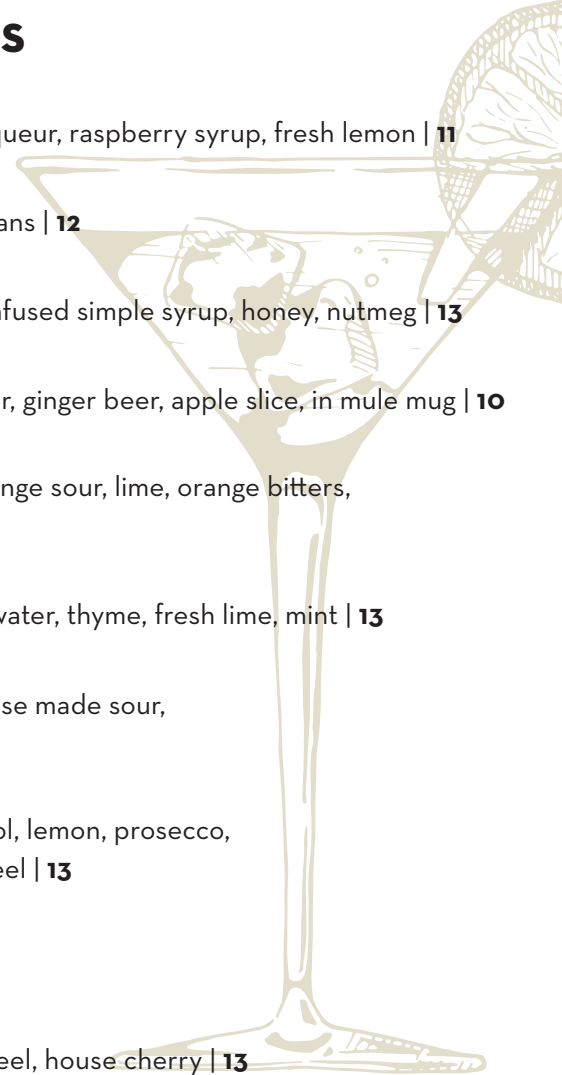 s
ueur, raspberry syrup, fresh lemon | 11
ans | 12
fused simple syrup, honey, nutmeg | 13
r, ginger beer, apple slice, in mule mug | 10
nge sour, lime, orange bitters,
water, thyme, fresh lime, mint | 13
se made sour,
ol, lemon, prosecco,
eel | 13
eel, house cherry | 13